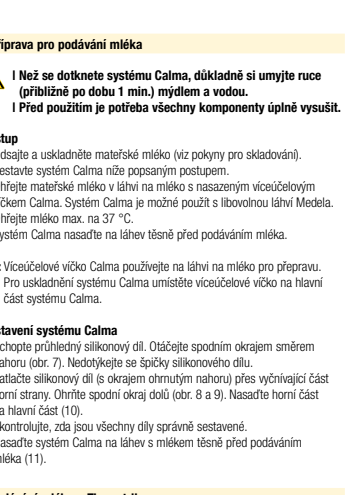 íprava pro podávání mléka
I Než se dotknete systému Calma, důkladně si umyjte ruce
(přibližně po dobu 1 min.) mýdlem a vodou.
I Před použitím je potřeba všechny komponenty úplně vysušit.
stup
dsajte a uskladněte mateřské mléko (viz pokyny pro skladování).
estavte systém Calma níže popsaným postupem.
hřejte mateřské mléko v láhvi na mléko s nasazeným víceúčelovým
íčkem Calma. Systém Calma je možné použít s libovolnou láhví Medela.
hřejte mléko max. na 37 °C.
ystém Calma nasaďte na láhev těsně před podáváním mléka.
: Víceúčelové víčko Calma používejte na láhvi na mléko pro přepravu.
Pro uskladnění systému Calma umístěte víceúčelové víčko na hlavní
část systému Calma.
stavení systému Calma
chopte průhledný silikonový díl. Otáčejte spodním okrajem směrem
ahoru (obr. 7). Nedotýkejte se špičky silikonového dílu.
atlačte silikonový díl (s okrajem ohrnutým nahoru) přes vyčnívající část
orní strany. Ohrňte spodní okraj dolů (obr. 8 a 9). Nasaďte horní část
a hlavní část (10).
kontrolujte, zda jsou všechny díly správně sestavené.
asaďte systém Calma na láhev s mlékem těsně před podáváním
léka (11).